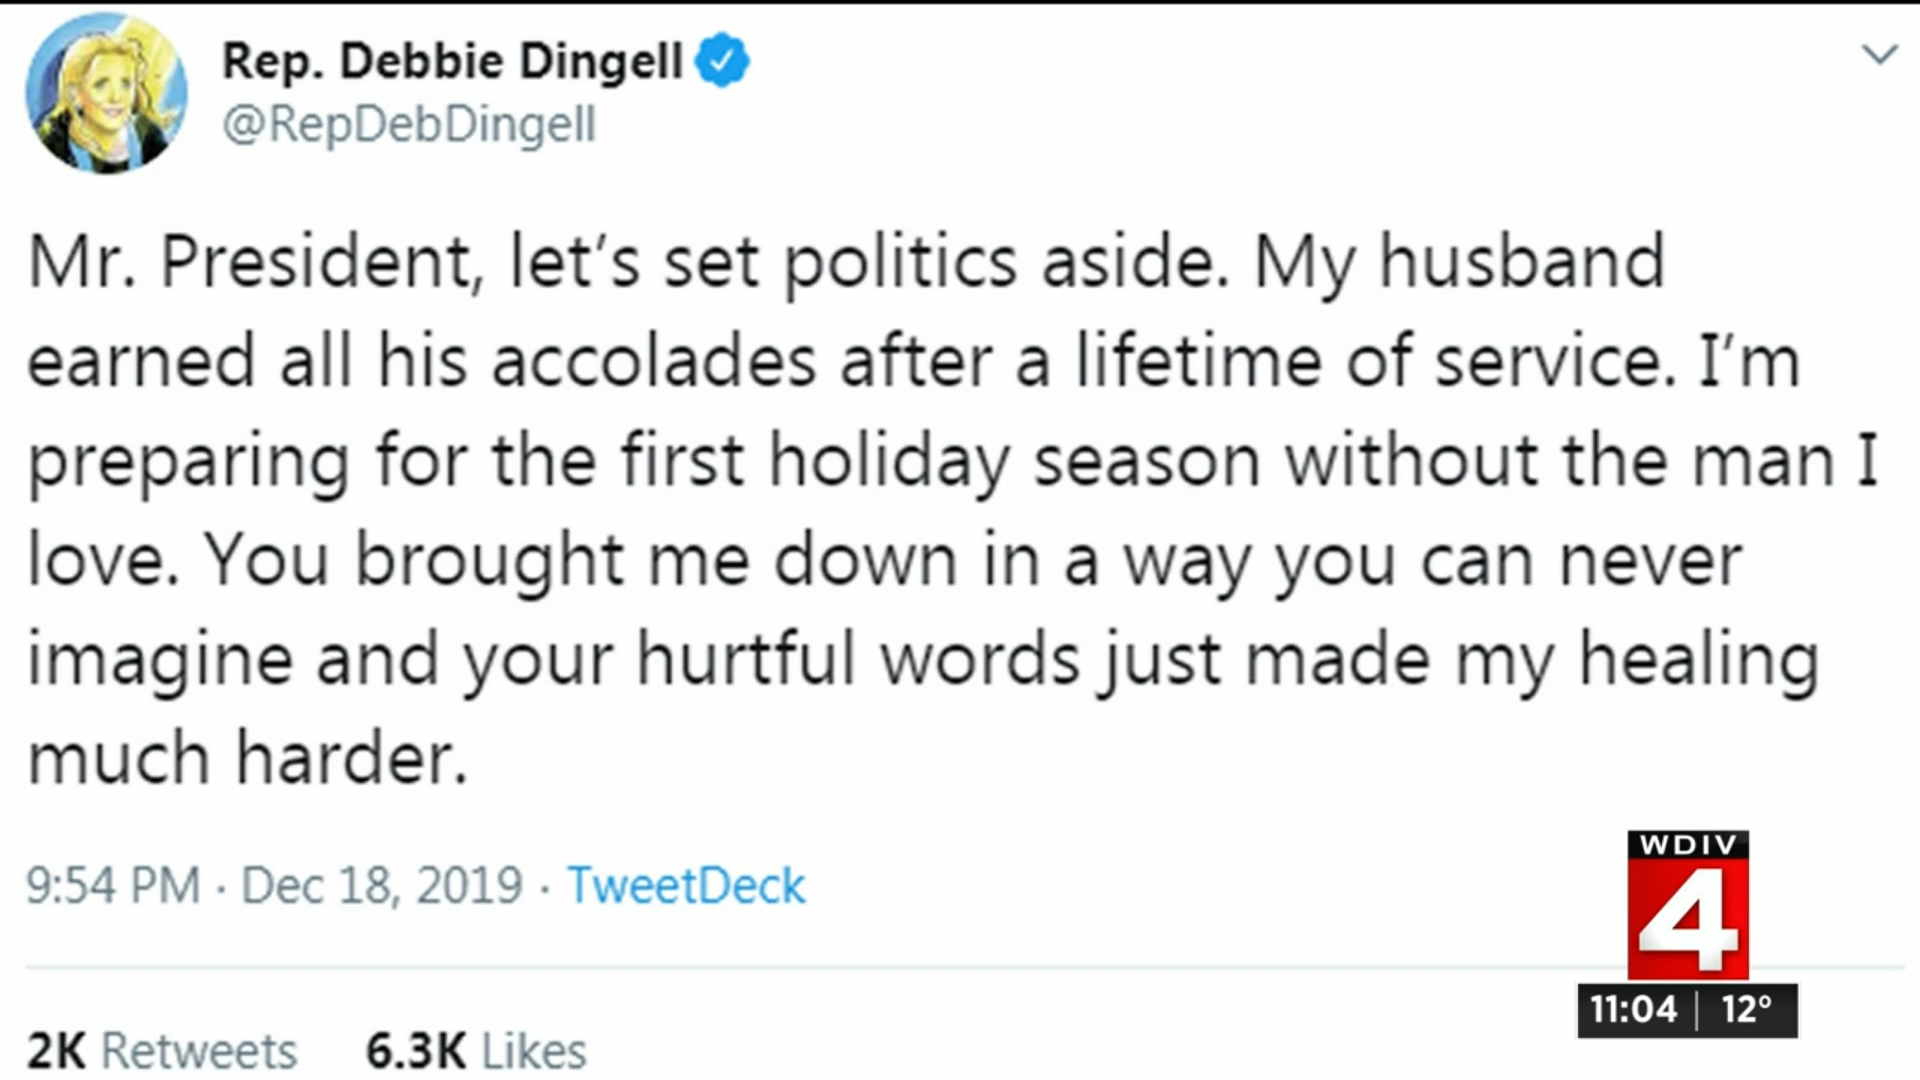 Rep. Debbie Dingell
@RepDebDingell
Mr. President, let's set politics aside. My husband
earned all his accolades after a lifetime of service. I'm
preparing for the first holiday season without the man I
love. You brought me down in a way you can never
imagine and your hurtful words just made my healing
much harder.
9:54 PM · Dec 18, 2019 · TweetDeck
WDIV
4
11:04 | 12°
2K Retweets 6.3K Likes